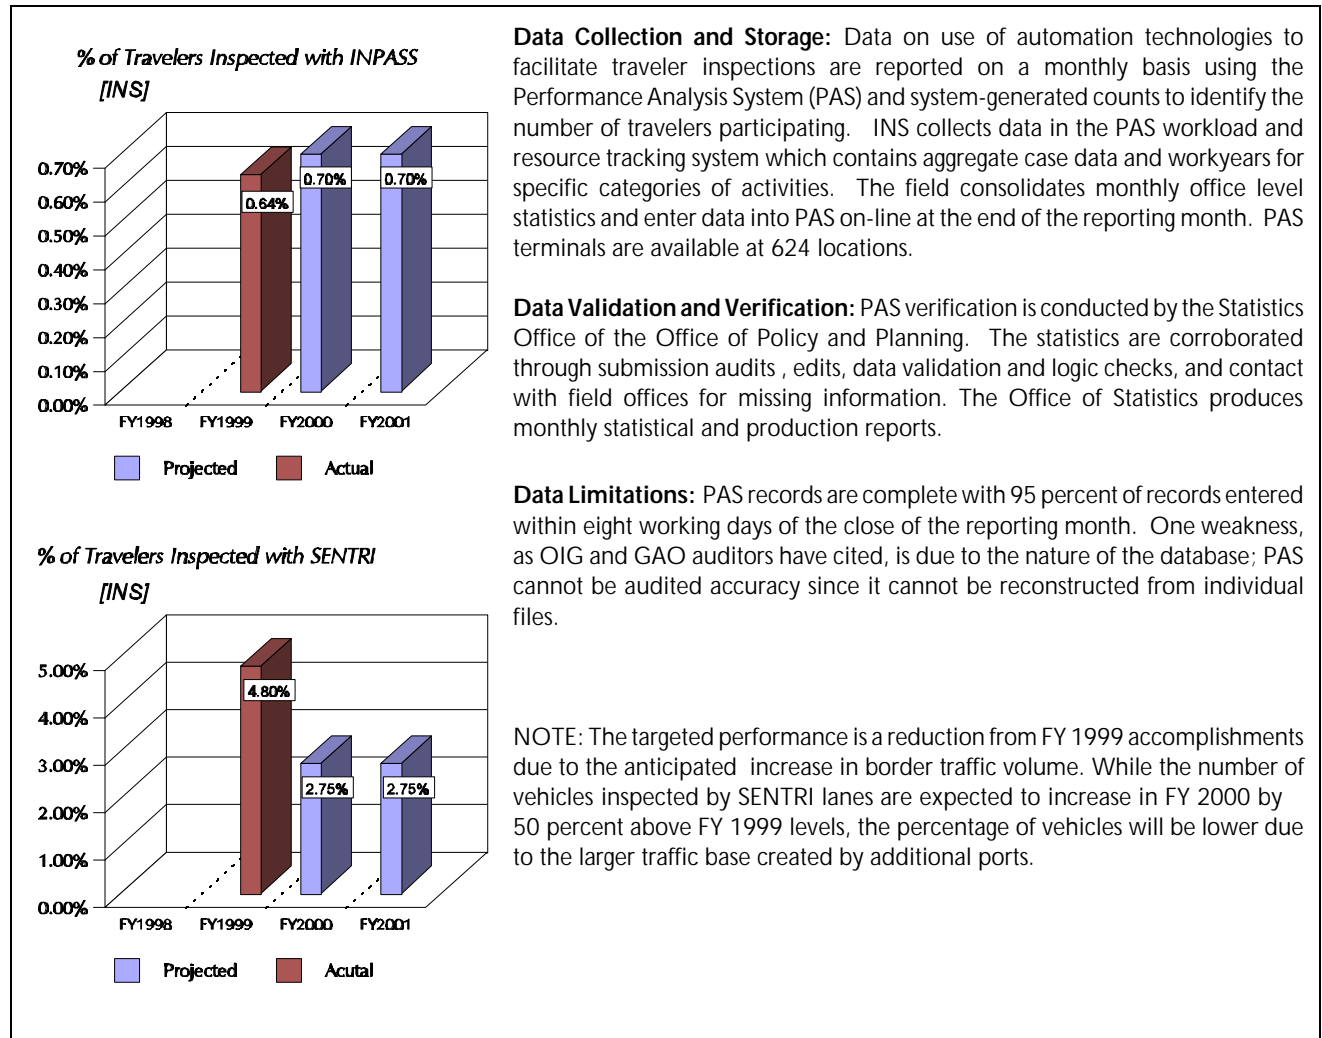 % of Travelers Inspected with INPASS
[INS]
0.70%
0.60%
0.50%
0.40%
0.30%
0.20%
0.10%
0.00%
0.64%
0.70%
0.70%
FY1998 FY1999 FY2000 FY2001
Projected Actual
% of Travelers Inspected with SENTRI
[INS]
5.00%
4.00%
3.00%
2.00%
1.00%
0.00%
4.80%
2.75%
2.75%
FY1998 FY1999 FY2000 FY2001
Projected Acutal
Data Collection and Storage: Data on use of automation technologies to
facilitate traveler inspections are reported on a monthly basis using the
Performance Analysis System (PAS) and system-generated counts to identify the
number of travelers participating. INS collects data in the PAS workload and
resource tracking system which contains aggregate case data and workyears for
specific categories of activities. The field consolidates monthly office level
statistics and enter data into PAS on-line at the end of the reporting month. PAS
terminals are available at 624 locations.
Data Validation and Verification: PAS verification is conducted by the Statistics
Office of the Office of Policy and Planning. The statistics are corroborated
through submission audits , edits, data validation and logic checks, and contact
with field offices for missing information. The Office of Statistics produces
monthly statistical and production reports.
Data Limitations: PAS records are complete with 95 percent of records entered
within eight working days of the close of the reporting month. One weakness,
as OIG and GAO auditors have cited, is due to the nature of the database; PAS
cannot be audited accuracy since it cannot be reconstructed from individual
files.
NOTE: The targeted performance is a reduction from FY 1999 accomplishments
due to the anticipated increase in border traffic volume. While the number of
vehicles inspected by SENTRI lanes are expected to increase in FY 2000 by
50 percent above FY 1999 levels, the percentage of vehicles will be lower due
to the larger traffic base created by additional ports.